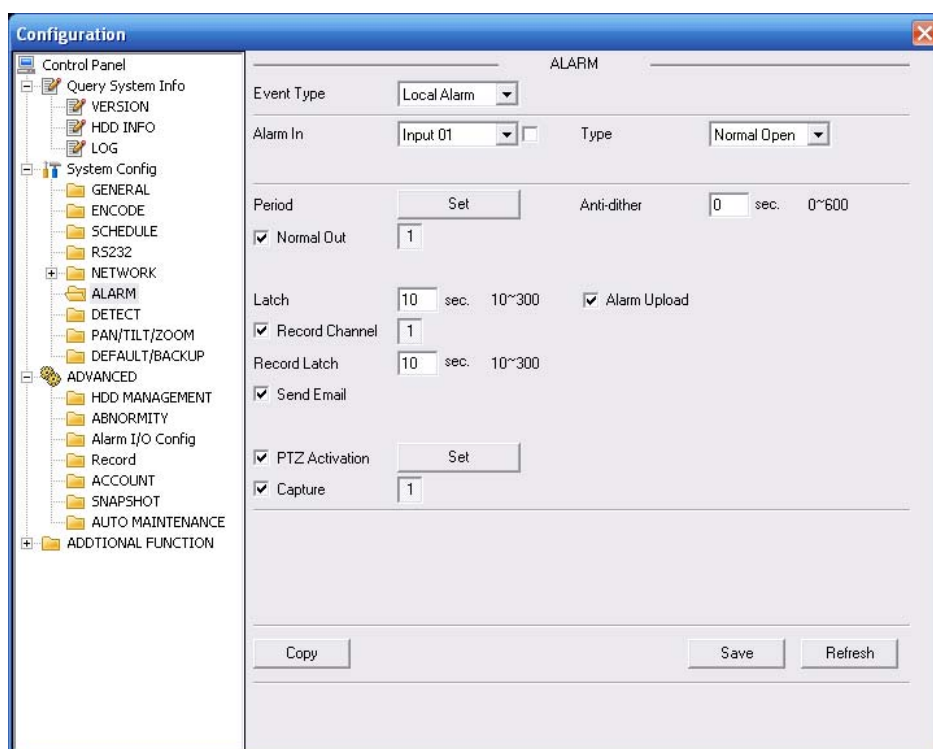 Configuration
Control Panel
Query System Info
VERSION
HDD INFO
LOG
System Config
GENERAL
ENCODE
SCHEDULE
RS232
NETWORK
ALARM
DETECT
PAN/TILT/ZOOM
DEFAULT/BACKUP
ADVANCED
HDD MANAGEMENT
ABNORMITY
Alarm I/O Config
Record
ACCOUNT
SNAPSHOT
AUTO MAINTENANCE
ADDTIONAL FUNCTION
ALARM
Event Type Local Alarm
Alarm In Input 01 Type Normal Open
Period Set Anti-dither 0 sec. 0~600
Normal Out 1
Latch 10 sec. 10~300 Alarm Upload
Record Channel 1
Record Latch 10 sec. 10~300
Send Email
PTZ Activation Set
Capture 1
Copy Save Refresh